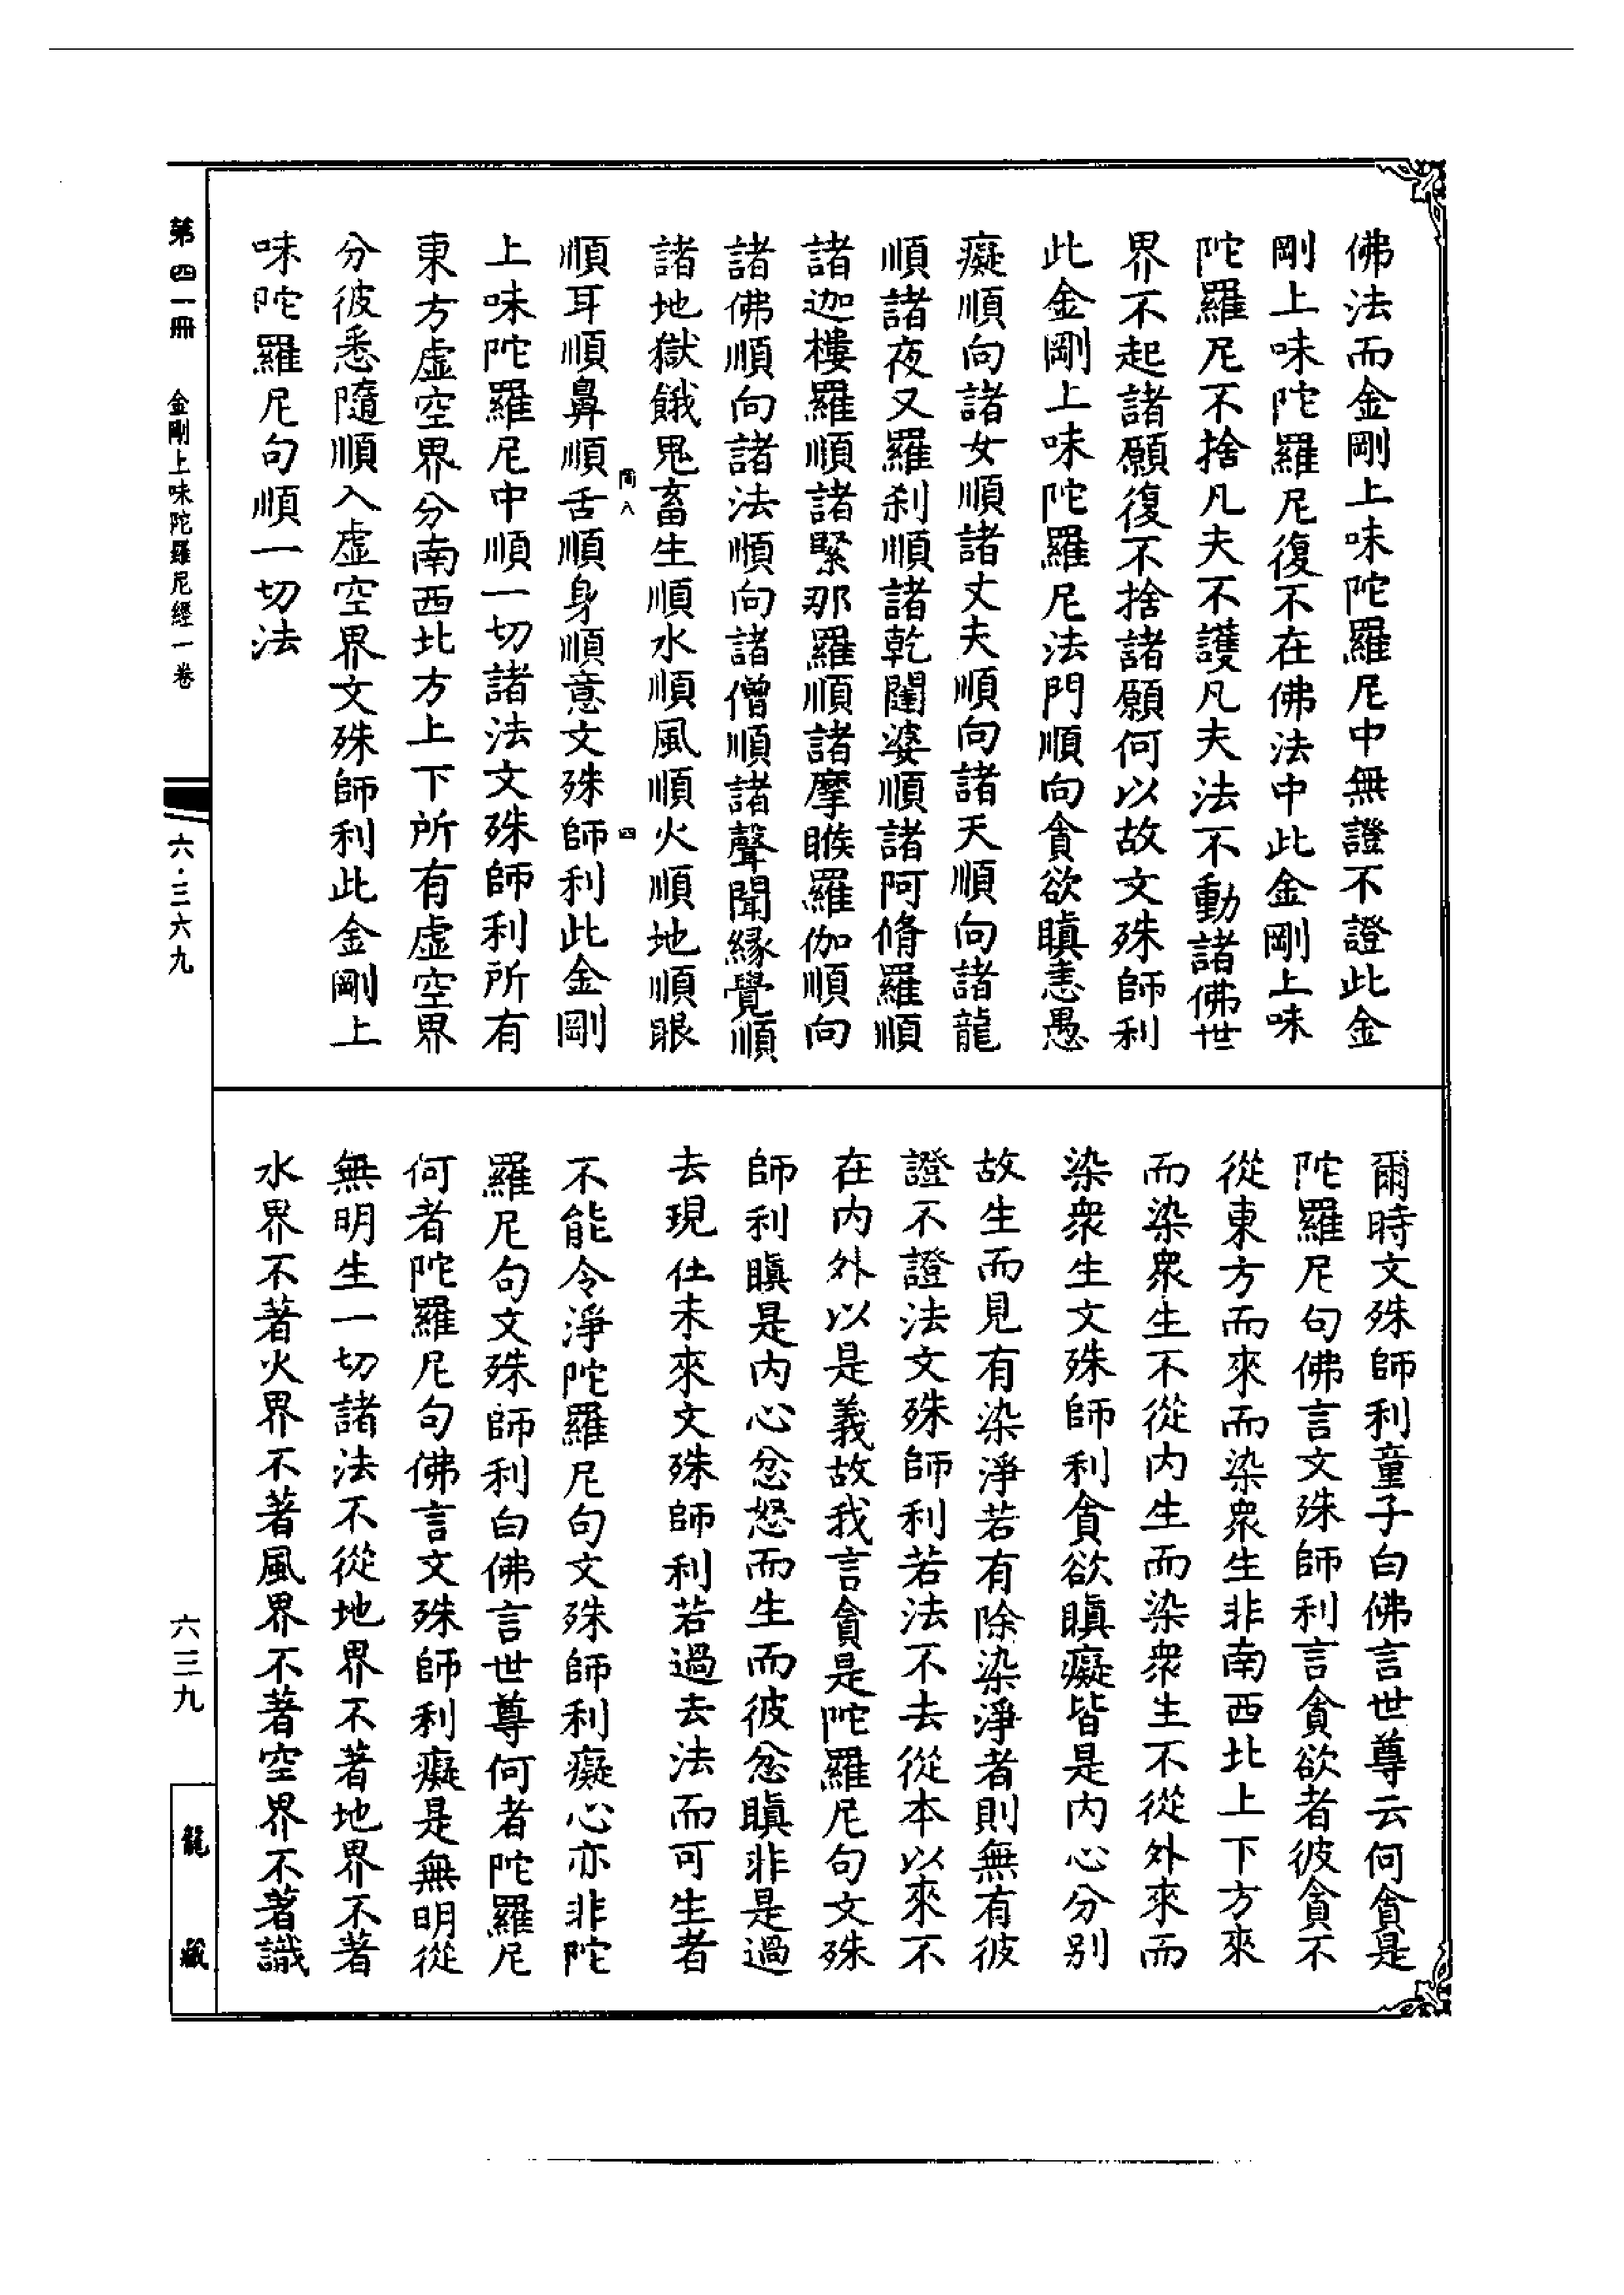 佛法而金剛上味陀羅尼中無證不證此金
剛上味陀羅尼復不在佛法中此金剛上味
陀羅尼不捨凡夫不護凡夫法不動諸佛世
界不起諸願復不捨諸願何以故文殊師利
此金剛上味陀羅尼法門順向貪欲瞋恚愚
癡順向諸女順諸丈夫順向諸天順向諸龍
順諸夜叉羅刹順諸乾闥婆順諸阿脩羅順
諸迦樓羅順諸緊那羅順諸摩睺羅伽順向
諸佛順向諸法順向諸僧順諸聲聞緣覺順
諸地獄餓鬼畜生順水順風順火順地順眼
八 四
順耳順鼻順舌順身順意文殊師利此金剛
上味陀羅尼中順一切諸法文殊師利所有
東方虛空界分南西北方上下所有虛空界
分彼悉隨順入虛空界文殊師利此金剛上
味陀羅尼句順一切法
爾時文殊師利童子白佛言世尊云何貪是
陀羅尼句佛言文殊師利言貪欲者彼貪不
從東方而來而染衆生非南西北上下方來
而染衆生不從內生而染衆生不從外來而
染衆生文殊師利貪欲瞋癡皆是內心分別
故生而見有染淨若有除染淨者則無有彼
證不證法文殊師利若法不去從本以來不
在內外以是義故我言貪是陀羅尼句文殊
師利瞋是內心忿怒而生而彼忿瞋非是過
去現住未來文殊師利若過去法而可生者
不能令淨陀羅尼句文殊師利癡心亦非陀
羅尼句文殊師利白佛言世尊何者陀羅尼
何者陀羅尼句佛言文殊師利癡是無明從
無明生一切諸法不從地界不著地界不著
水界不著火界不著風界不著空界不著識
第四一冊 金剛上味陀羅尼經一卷 六·三六九
六三九
龍藏